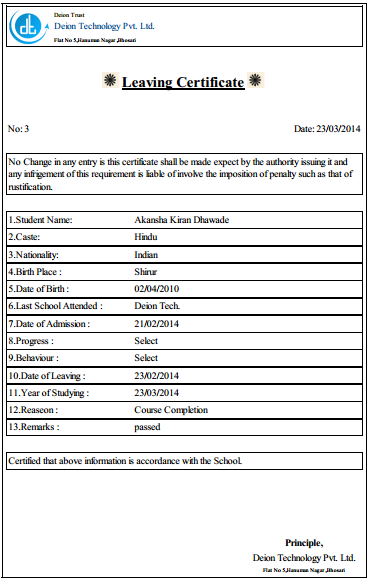 Deion Trust
Deion Technology Pvt. Ltd.
Flat No 5,Hanuman Nagar ,Bhosari
Leaving Certificate
No: 3 Date: 23/03/2014
No Change in any entry is this certificate shall be made expect by the authority issuing it and
any infrigement of this requirement is liable of involve the imposition of penalty such as that of
rustification.
1.Student Name: Akansha Kiran Dhawade
2.Caste: Hindu
3.Nationality: Indian
4.Birth Place : Shirur
5.Date of Birth : 02/04/2010
6.Last School Attended : Deion Tech.
7.Date of Admission : 21/02/2014
8.Progress : Select
9.Behaviour : Select
10.Date of Leaving : 23/02/2014
11.Year of Studying : 23/03/2014
12.Reaseon : Course Completion
13.Remarks : passed
Certified that above information is accordance with the School.
Principle,
Deion Technology Pvt. Ltd.
Flat No 5,Hanuman Nagar ,Bhosari